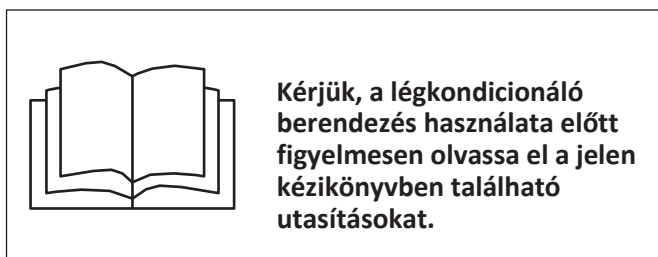 Kérjük, a légkondicionáló
berendezés használata előtt
figyelmesen olvassa el a jelen
kézikönyvben található
utasításokat.